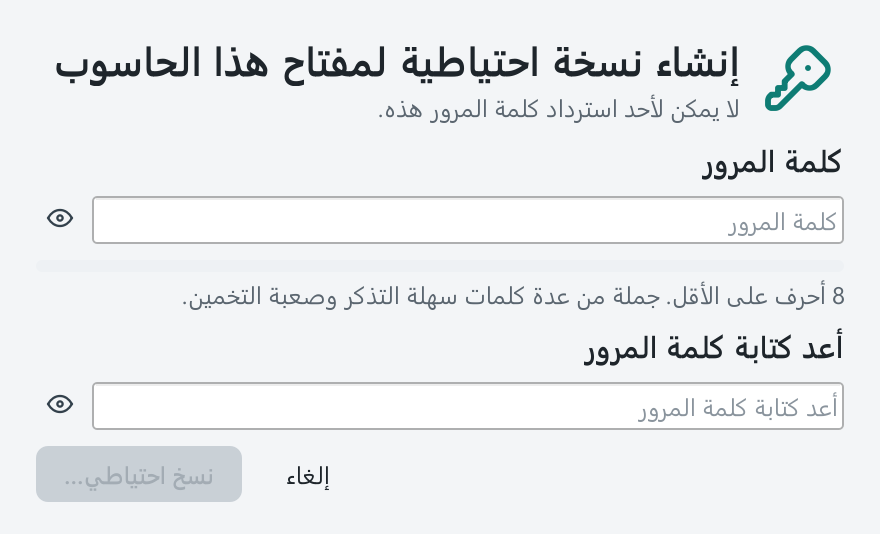 إنشاء نسخة احتياطية لمفتاح هذا الحاسوب
لا يمكن لأحد استرداد كلمة المرور هذه.
كلمة المرور
كلمة المرور
8 أحرف على الأقل. جملة من عدة كلمات سهلة التذكر وصعبة التخمين.
أعد كتابة كلمة المرور
أعد كتابة كلمة المرور
إلغاء
نسخ احتياطي...